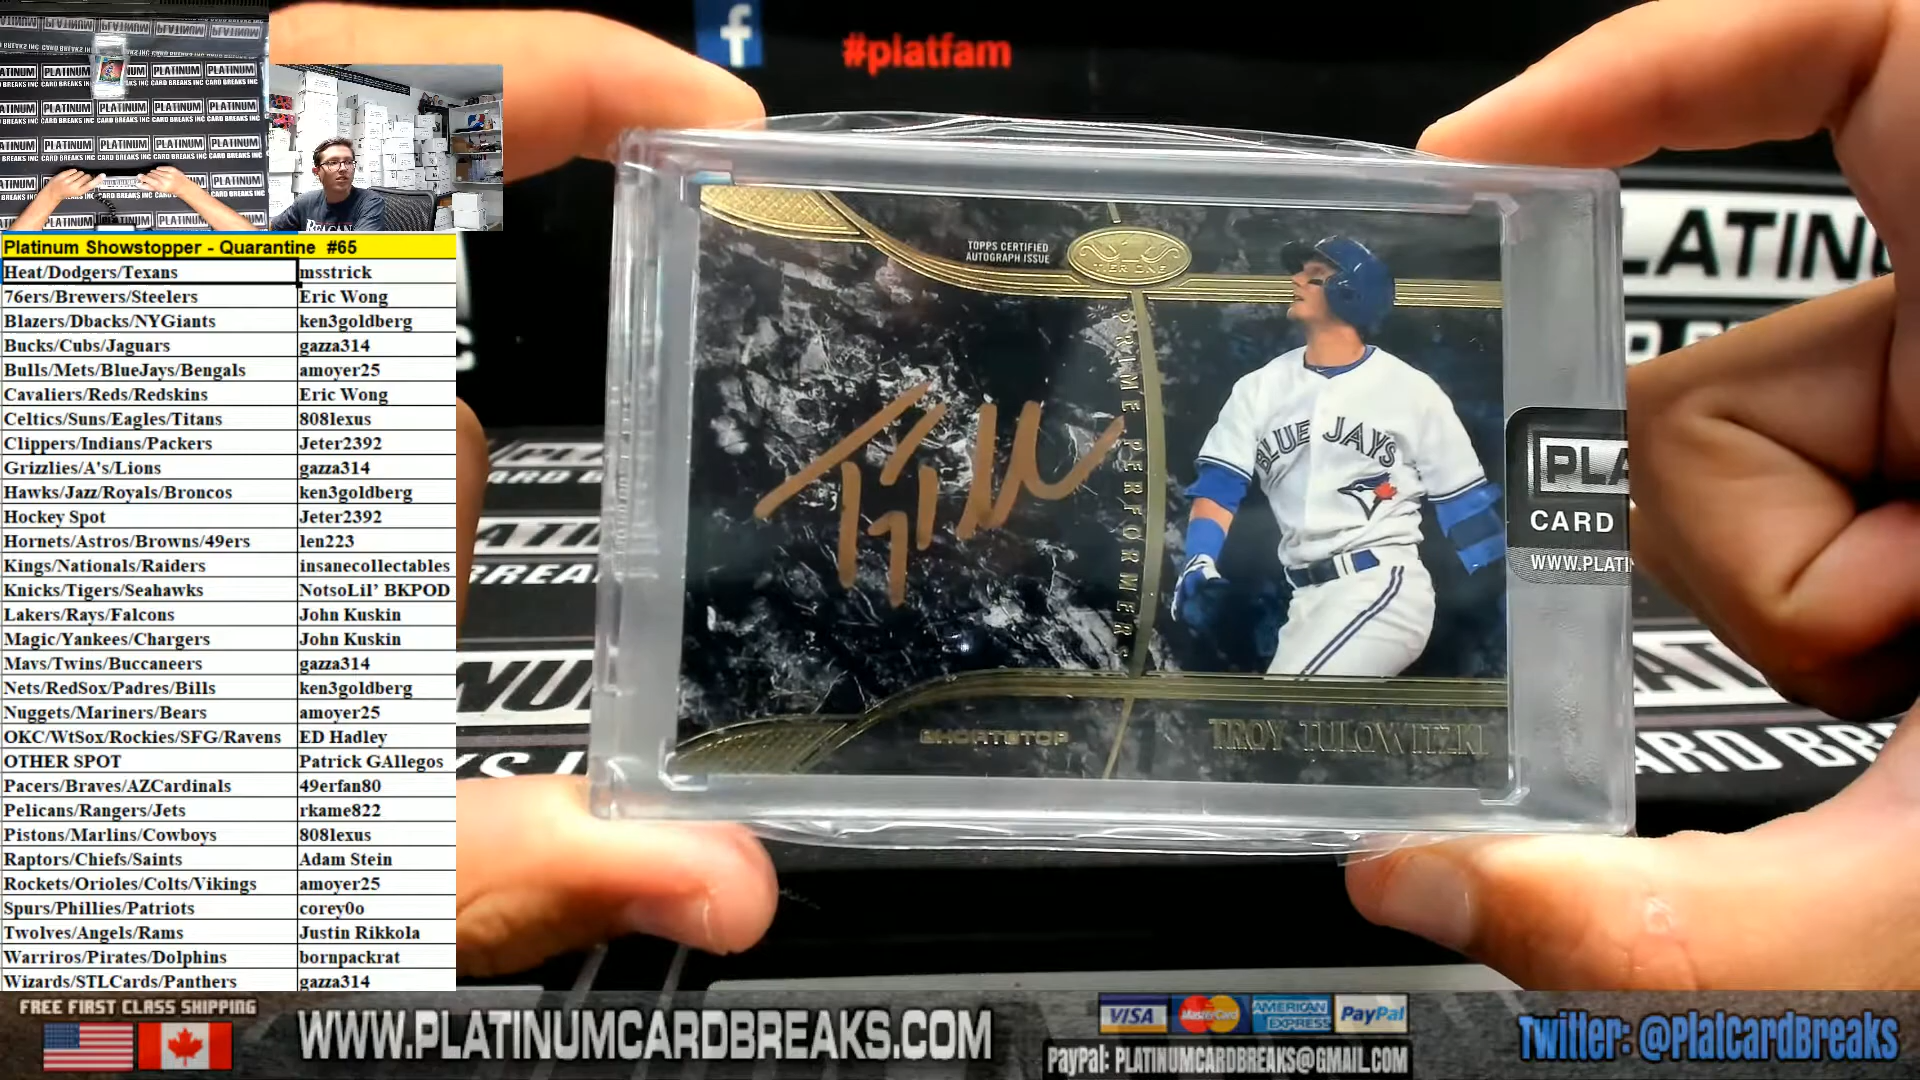 #platfam
TOPPS CERTIFIED
AUTOGRAPH ISSUE
TIER ONE
PRIME PERFORMERS
BLUE JAYS
SHORTSTOP
TROY TULOWITZKI
CARD
Platinum Showstopper - Quarantine #65
Heat/Dodgers/Texans msstrick
76ers/Brewers/Steelers Eric Wong
Blazers/Dbacks/NYGiants ken3goldberg
Bucks/Cubs/Jaguars gazza314
Bulls/Mets/BlueJays/Bengals amoyer25
Cavaliers/Reds/Redskins Eric Wong
Celtics/Suns/Eagles/Titans 808lexus
Clippers/Indians/Packers Jeter2392
Grizzlies/A's/Lions gazza314
Hawks/Jazz/Royals/Broncos ken3goldberg
Hockey Spot Jeter2392
Hornets/Astros/Browns/49ers len223
Kings/Nationals/Raiders insanecollectables
Knicks/Tigers/Seahawks NotsoLil’ BKPOD
Lakers/Rays/Falcons John Kuskin
Magic/Yankees/Chargers John Kuskin
Mavs/Twins/Buccaneers gazza314
Nets/RedSox/Padres/Bills ken3goldberg
Nuggets/Mariners/Bears amoyer25
OKC/WtSox/Rockies/SFG/Ravens ED Hadley
OTHER SPOT Patrick GAllegos
Pacers/Braves/AZCardinals 49erfan80
Pelicans/Rangers/Jets rkame822
Pistons/Marlins/Cowboys 808lexus
Raptors/Chiefs/Saints Adam Stein
Rockets/Orioles/Colts/Vikings amoyer25
Spurs/Phillies/Patriots corey0o
Twolves/Angels/Rams Justin Rikkola
Warriros/Pirates/Dolphins bornpackrat
Wizards/STLCards/Panthers gazza314
FREE FIRST CLASS SHIPPING
WWW.PLATINUMCARDBREAKS.COM
VISA MasterCard AMERICAN EXPRESS PayPal
PayPal: PLATINUMCARDBREAKS@GMAIL.COM
Twitter: @PlatCardBreaks